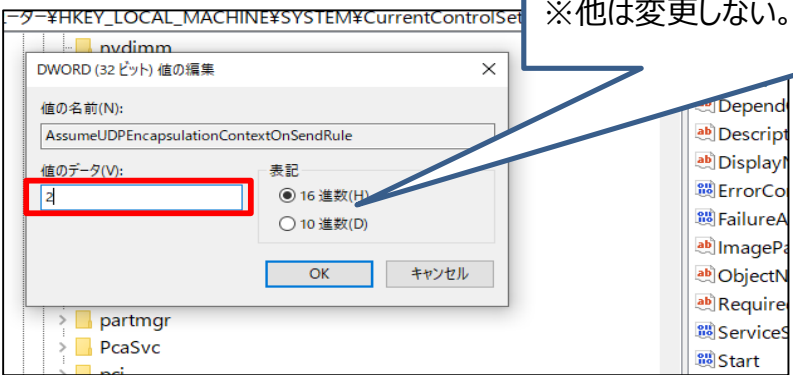 ーター¥HKEY_LOCAL_MACHINE¥SYSTEM¥CurrentControlSet
※他は変更しない。
nvdimm
DWORD (32 ビット) 値の編集
値の名前(N):
AssumeUDPEncapsulationContextOnSendRule
値のデータ(V):
2
表記
16 進数(H)
10 進数(D)
OK
キャンセル
partmgr
PcaSvc
pci
Depend
Descript
DisplayN
ErrorCo
FailureA
ImagePa
ObjectN
Require
ServiceS
Start